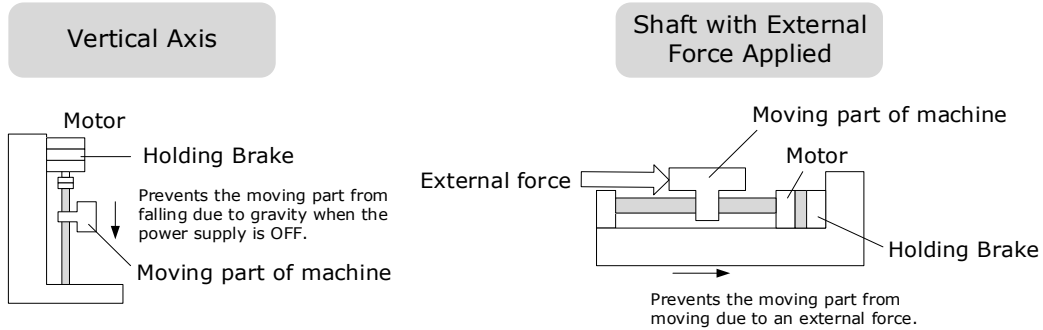 Vertical Axis
Motor
Holding Brake
Prevents the moving part from
falling due to gravity when the
power supply is OFF.
Moving part of machine
Shaft with External
Force Applied
Moving part of machine
Motor
External force
Holding Brake
Prevents the moving part from
moving due to an external force.